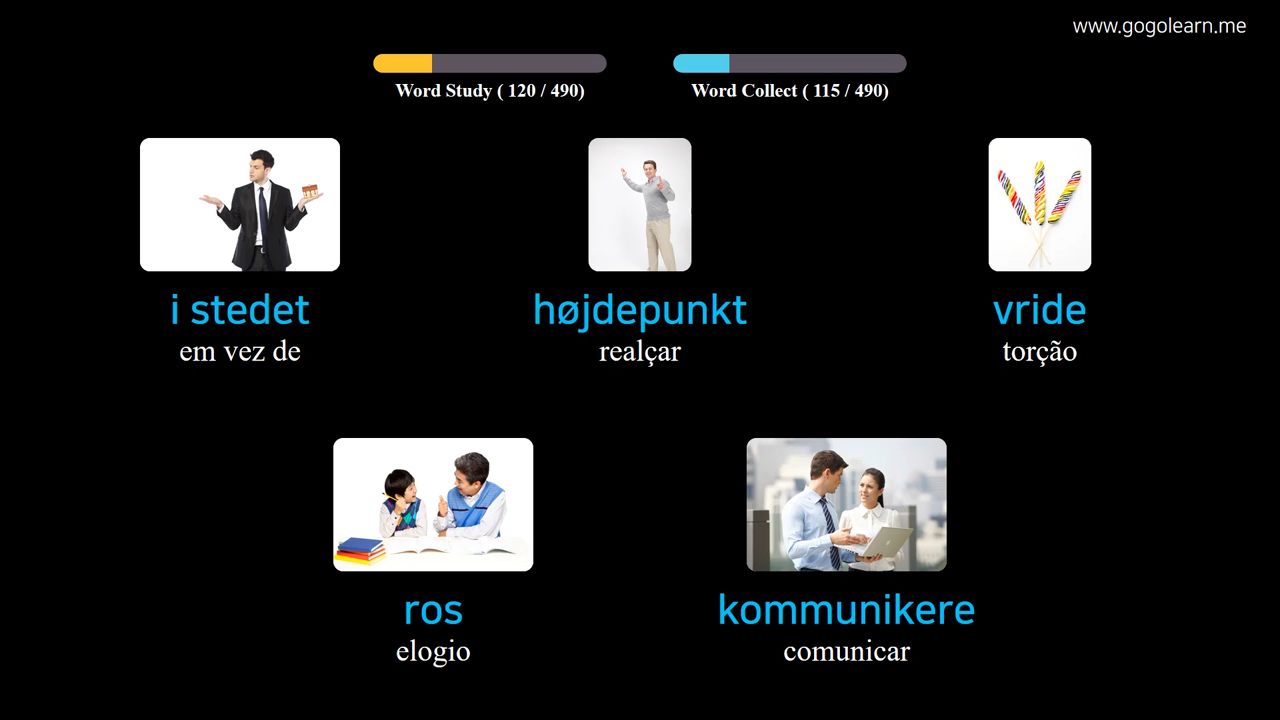 www.gogolearn.me
Word Study ( 120 / 490)
Word Collect ( 115 / 490)
i stedet
em vez de
højdepunkt
realçar
vride
torção
ros
elogio
kommunikere
comunicar